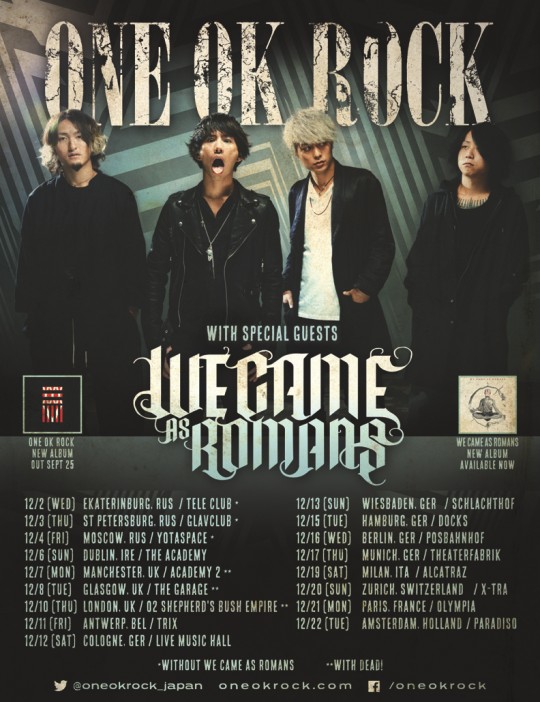 ONE OK ROCK
WITH SPECIAL GUESTS
WE CAME
AS ROMANS
ONE OK ROCK
NEW ALBUM
OUT SEPT 25
WE CAME AS ROMANS
NEW ALBUM
AVAILABLE NOW
12/2 (WED) EKATERINBURG. RUS / TELE CLUB *
12/3 (THU) ST PETERSBURG. RUS / GLAVCLUB *
12/4 (FRI) MOSCOW. RUS / YOTASPACE *
12/6 (SUN) DUBLIN. IRE / THE ACADEMY
12/7 (MON) MANCHESTER. UK / ACADEMY 2 **
12/8 (TUE) GLASGOW. UK / THE GARAGE **
12/10 (THU) LONDON. UK / O2 SHEPHERD'S BUSH EMPIRE **
12/11 (FRI) ANTWERP. BEL / TRIX
12/12 (SAT) COLOGNE. GER / LIVE MUSIC HALL
12/13 (SUN) WIESBADEN. GER / SCHLACHTHOF
12/15 (TUE) HAMBURG. GER / DOCKS
12/16 (WED) BERLIN. GER / POSBAHNHOF
12/17 (THU) MUNICH. GER / THEATERFABRIK
12/19 (SAT) MILAN. ITA / ALCATRAZ
12/20 (SUN) ZURICH. SWITZERLAND / X-TRA
12/21 (MON) PARIS. FRANCE / OLYMPIA
12/22 (TUE) AMSTERDAM. HOLLAND / PARADISO
*WITHOUT WE CAME AS ROMANS **WITH DEAD!
@oneokrock_japan oneokrock.com /oneokrock